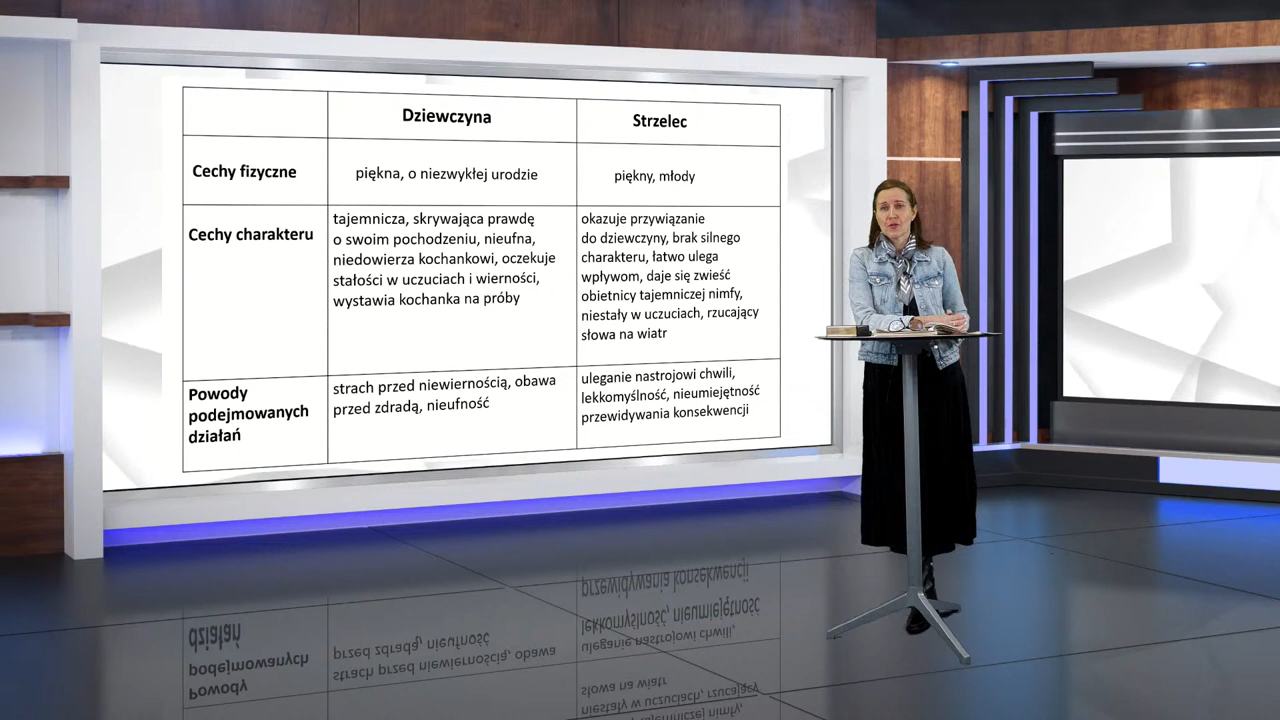 Dziewczyna
Strzelec
Cechy fizyczne
piękna, o niezwykłej urodzie
piękny, młody
Cechy charakteru
tajemnicza, skrywająca prawdę
o swoim pochodzeniu, nieufna,
niedowierza kochankowi, oczekuje
stałości w uczuciach i wierności,
wystawia kochanka na próby
okazuje przywiązanie
do dziewczyny, brak silnego
charakteru, łatwo ulega
wpływom, daje się zwieść
obietnicy tajemniczej nimfy,
niestały w uczuciach, rzucający
słowa na wiatr
Powody
podejmowanych
działań
strach przed niewiernością, obawa
przed zdradą, nieufność
uleganie nastrojowi chwili,
lekkomyślność, nieumiejętność
przewidywania konsekwencji